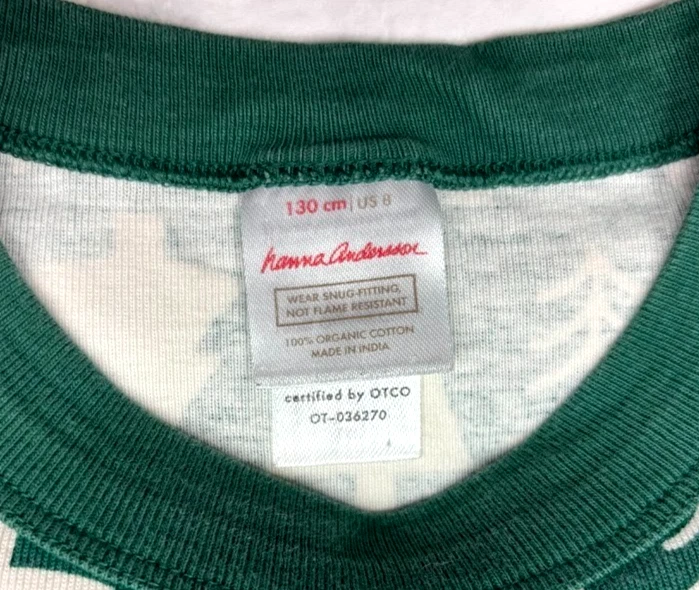 130 cm | US 8
hanna Andersson
WEAR SNUG-FITTING,
NOT FLAME RESISTANT
100% ORGANIC COTTON
MADE IN INDIA
certified by OTCO
OT-036270